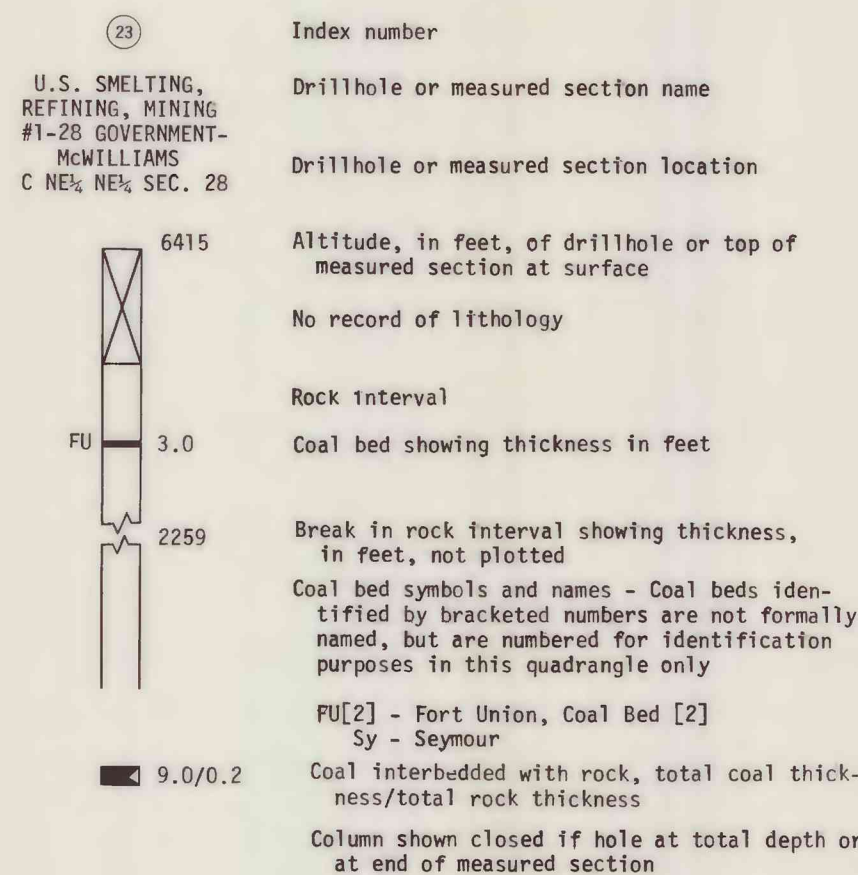 23
Index number
U.S. SMELTING,
REFINING, MINING
#1-28 GOVERNMENT-
McWILLIAMS
C NE¼ NE¼ SEC. 28
Drillhole or measured section name
Drillhole or measured section location
6415
Altitude, in feet, of drillhole or top of
measured section at surface
No record of lithology
Rock interval
FU 3.0 Coal bed showing thickness in feet
2259 Break in rock interval showing thickness,
in feet, not plotted
Coal bed symbols and names - Coal beds iden-
tified by bracketed numbers are not formally
named, but are numbered for identification
purposes in this quadrangle only
FU[2] - Fort Union, Coal Bed [2]
Sy - Seymour
9.0/0.2 Coal interbedded with rock, total coal thick-
ness/total rock thickness
Column shown closed if hole at total depth or
at end of measured section